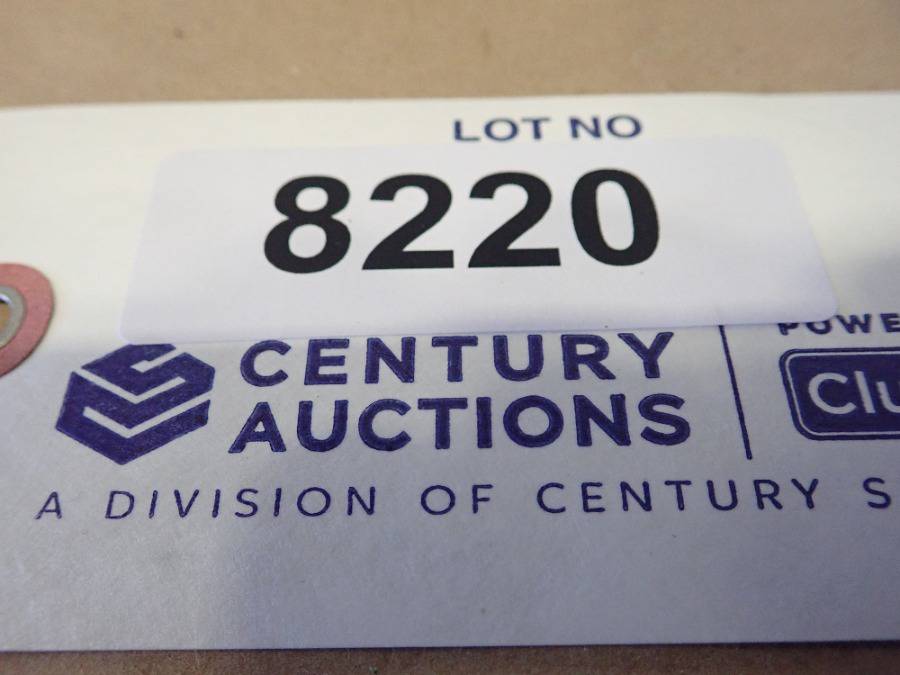 LOT NO
8220
CENTURY
AUCTIONS
A DIVISION OF CENTURY